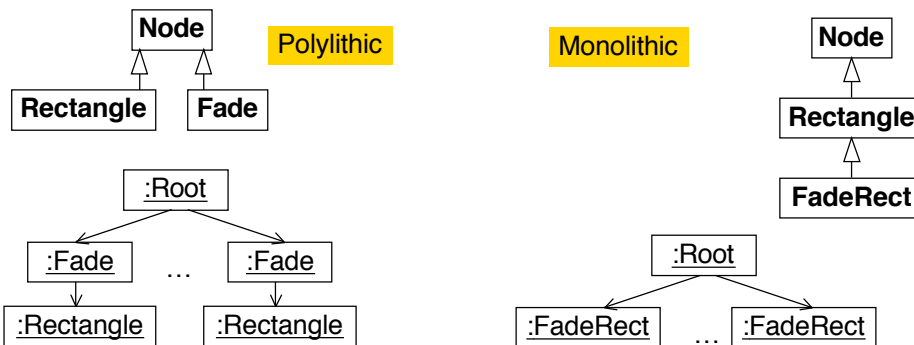 Node
Polylithic
Rectangle
Fade
:Root
:Fade
...
:Fade
:Rectangle
:Rectangle
Monolithic
Node
Rectangle
FadeRect
:Root
:FadeRect
...
:FadeRect